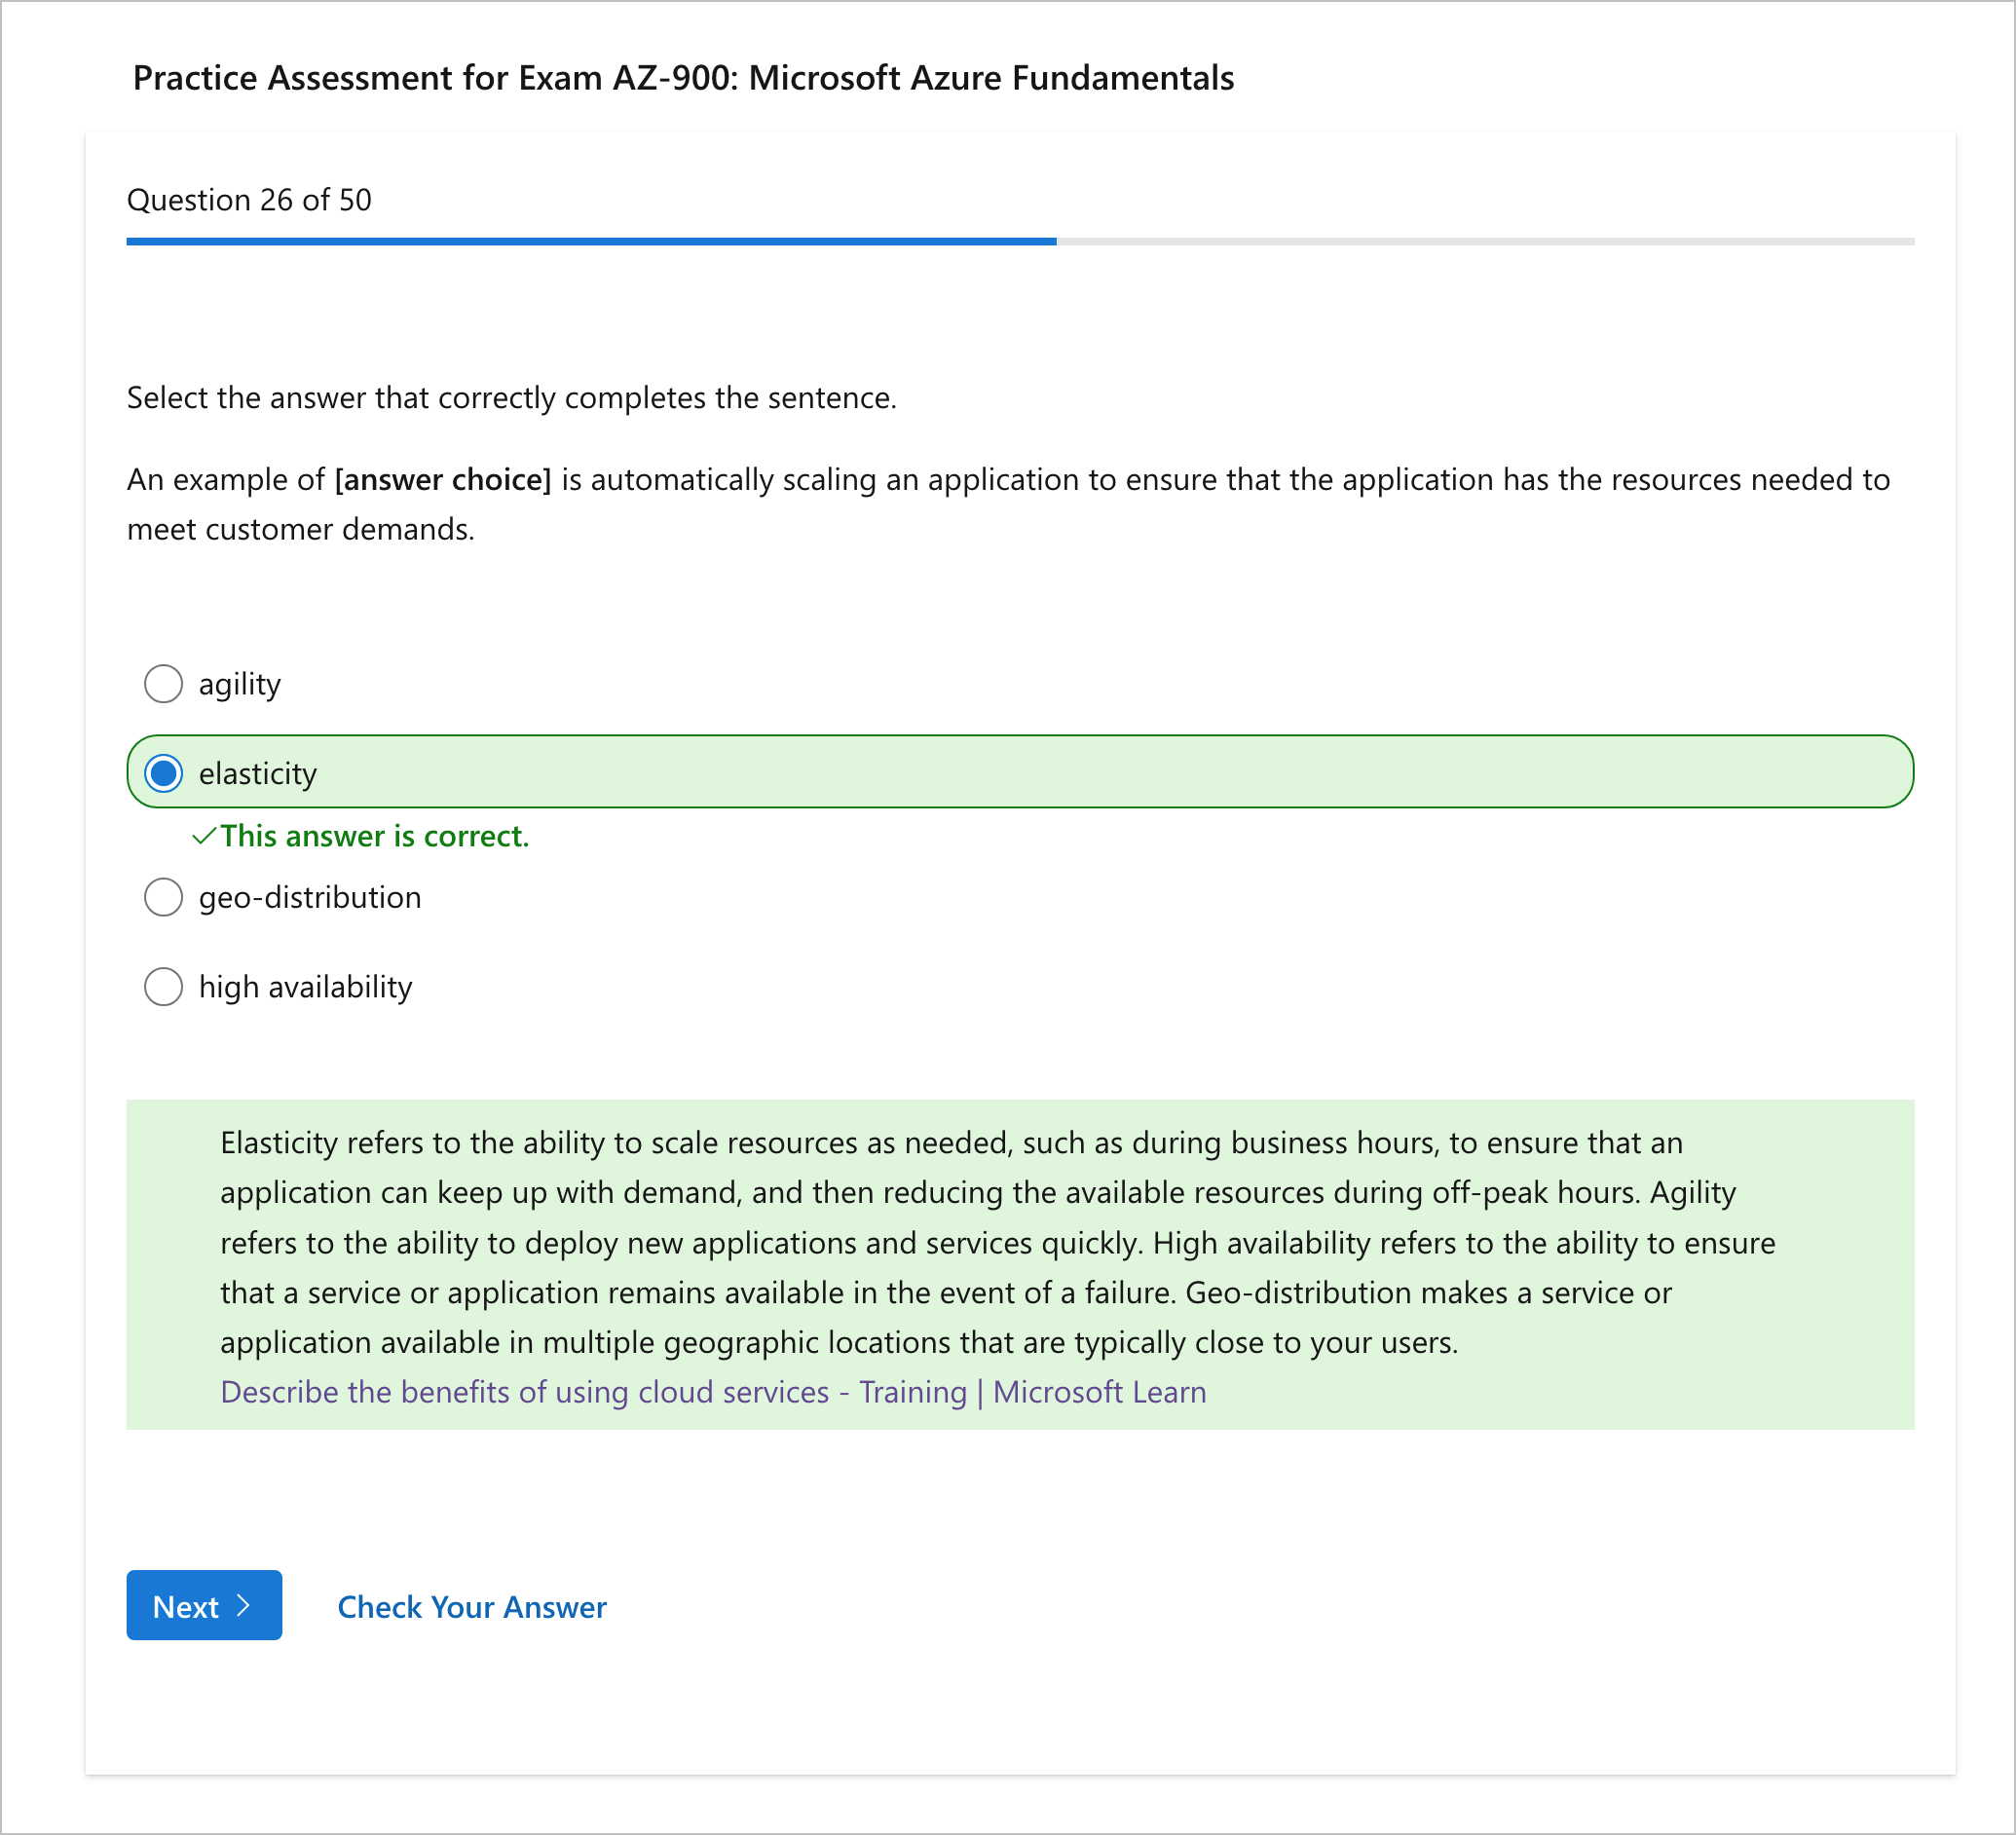 Practice Assessment for Exam AZ-900: Microsoft Azure Fundamentals
Question 26 of 50
Select the answer that correctly completes the sentence.
An example of [answer choice] is automatically scaling an application to ensure that the application has the resources needed to
meet customer demands.
agility
elasticity
This answer is correct.
geo-distribution
high availability
Elasticity refers to the ability to scale resources as needed, such as during business hours, to ensure that an
application can keep up with demand, and then reducing the available resources during off-peak hours. Agility
refers to the ability to deploy new applications and services quickly. High availability refers to the ability to ensure
that a service or application remains available in the event of a failure. Geo-distribution makes a service or
application available in multiple geographic locations that are typically close to your users.
Describe the benefits of using cloud services - Training | Microsoft Learn
Next
Check Your Answer